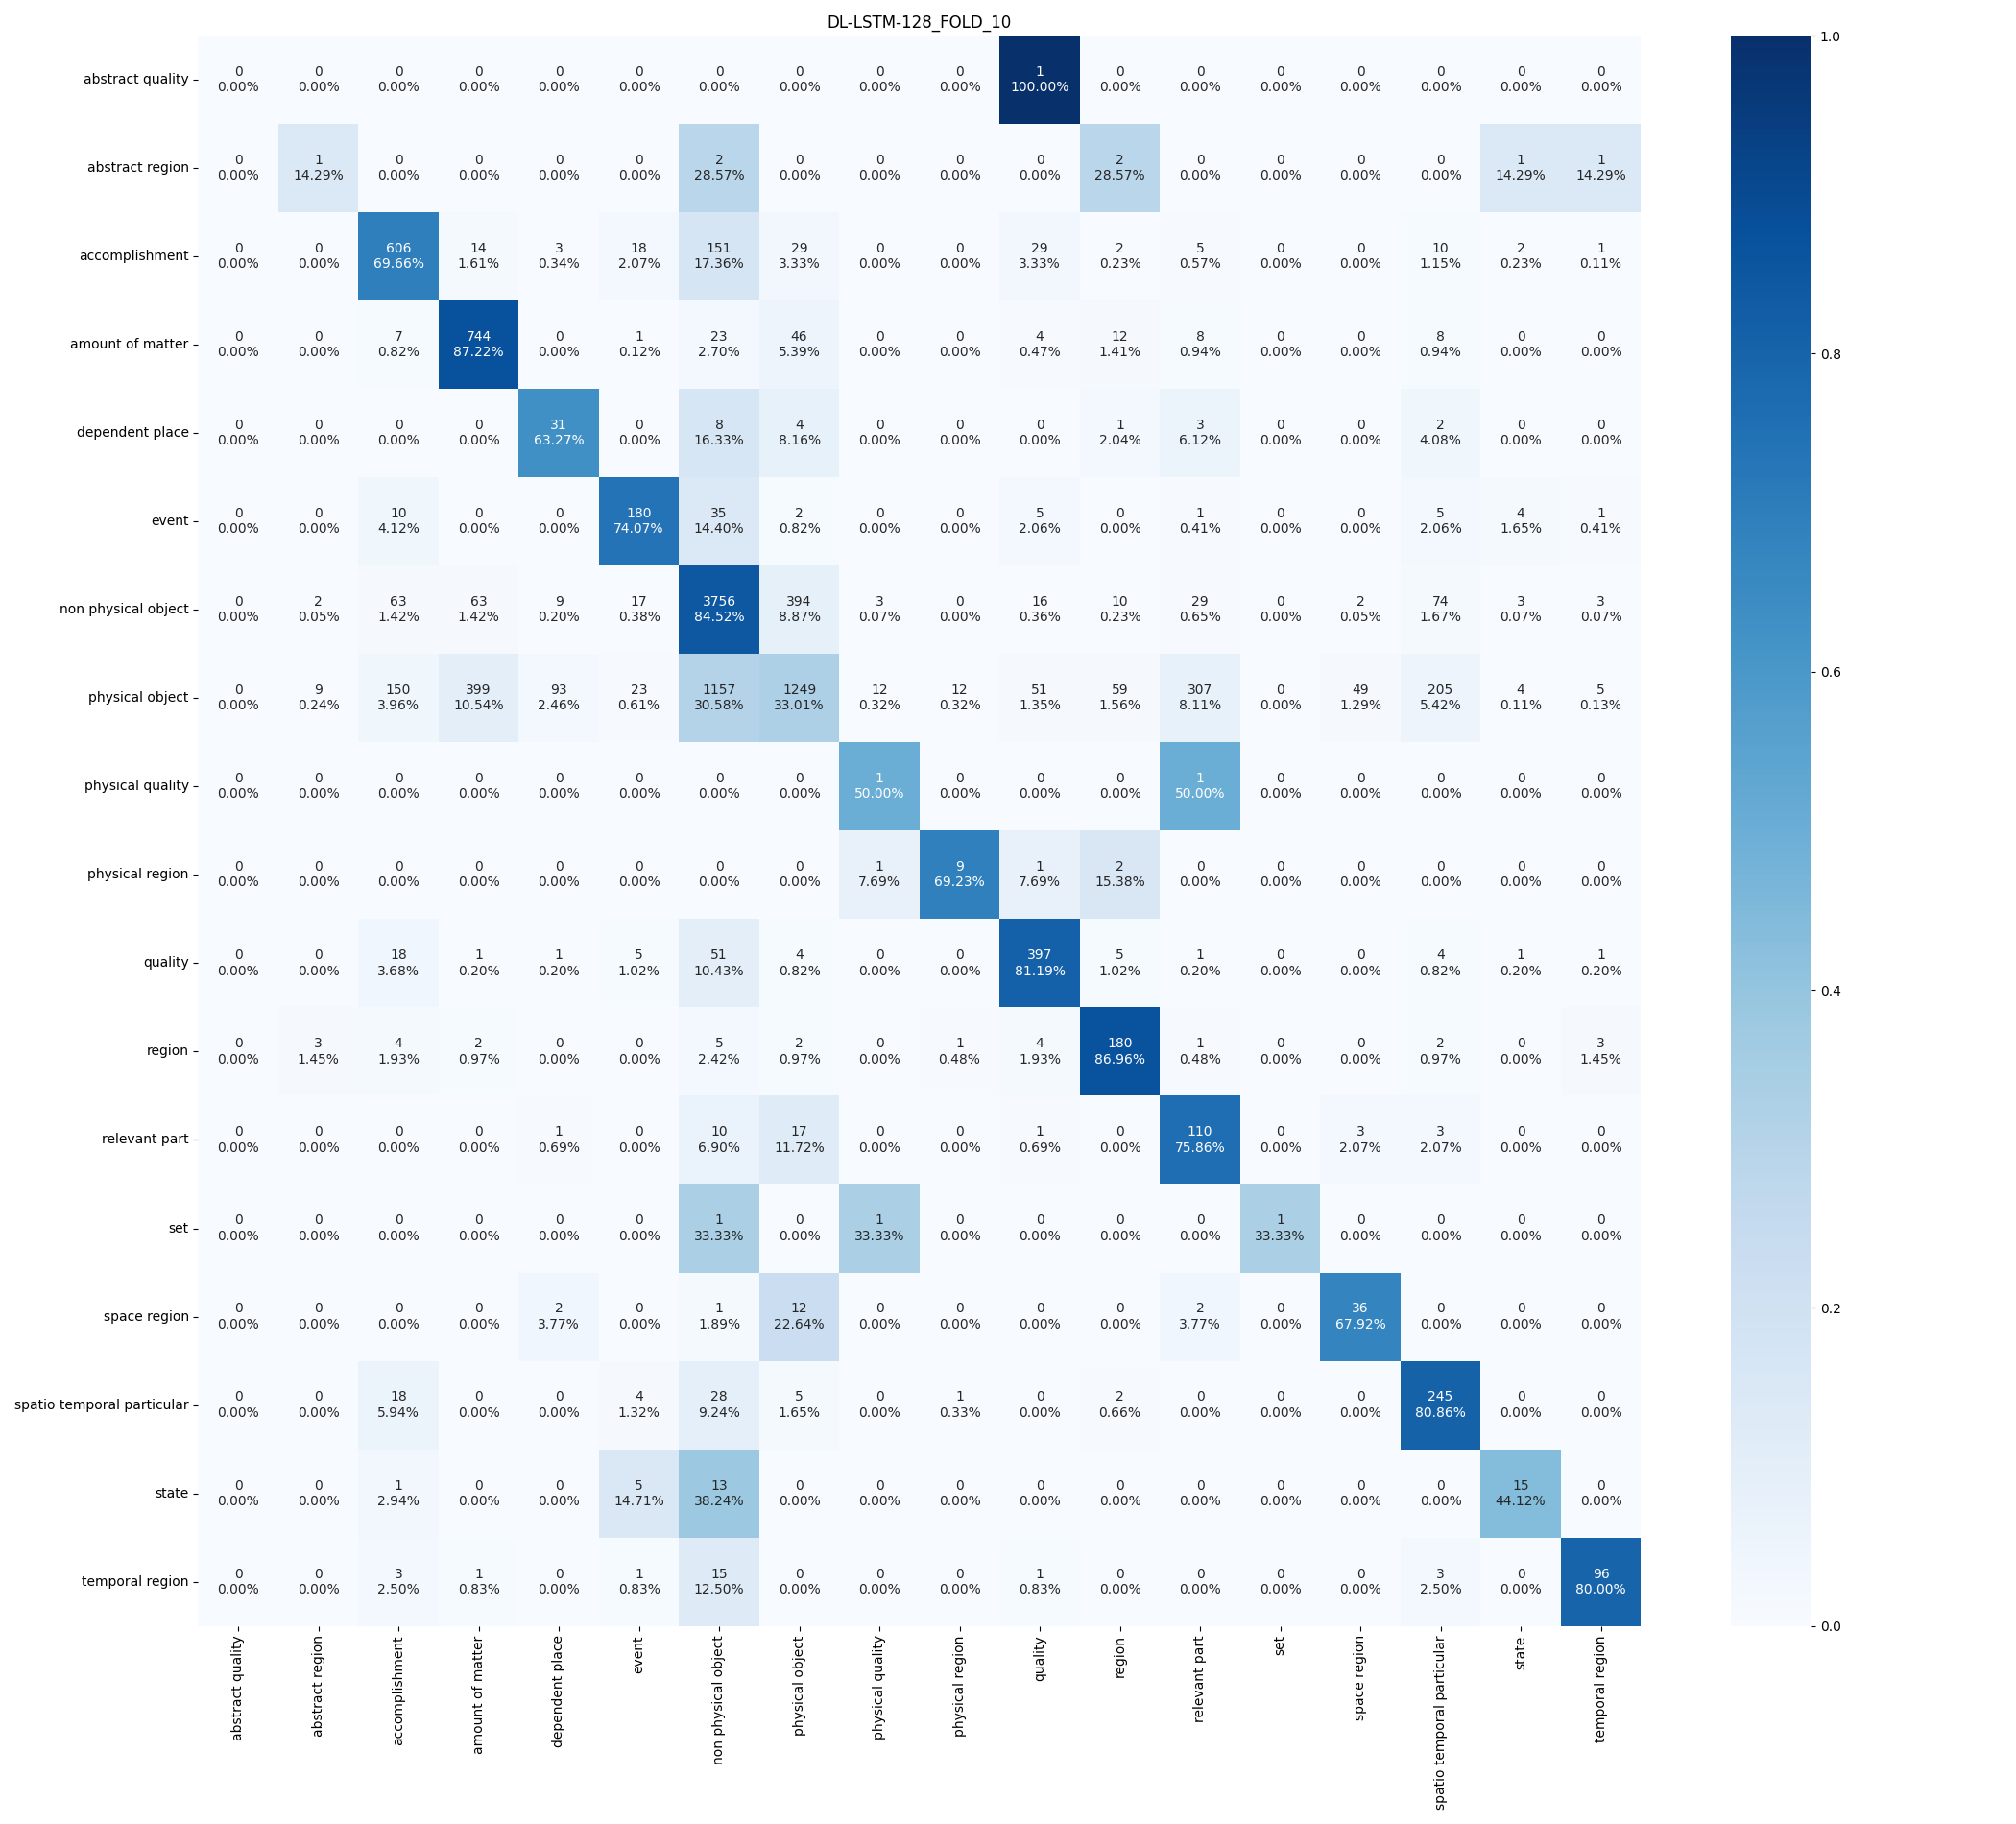 DL-LSTM-128_FOLD_10
abstract quality
0 0 0 0 0 0 0 0 0 0 1 0 0 0 0 0 0 0
0.00% 0.00% 0.00% 0.00% 0.00% 0.00% 0.00% 0.00% 0.00% 0.00% 100.00% 0.00% 0.00% 0.00% 0.00% 0.00% 0.00% 0.00%
abstract region
0 1 0 0 0 0 2 0 0 0 0 2 0 0 0 0 1 1
0.00% 14.29% 0.00% 0.00% 0.00% 0.00% 28.57% 0.00% 0.00% 0.00% 0.00% 28.57% 0.00% 0.00% 0.00% 0.00% 14.29% 14.29%
accomplishment
0 0 606 14 3 18 151 29 0 0 29 2 5 0 0 10 2 1
0.00% 0.00% 69.66% 1.61% 0.34% 2.07% 17.36% 3.33% 0.00% 0.00% 3.33% 0.23% 0.57% 0.00% 0.00% 1.15% 0.23% 0.11%
amount of matter
0 0 7 744 0 1 23 46 0 0 4 12 8 0 0 8 0 0
0.00% 0.00% 0.82% 87.22% 0.00% 0.12% 2.70% 5.39% 0.00% 0.00% 0.47% 1.41% 0.94% 0.00% 0.00% 0.94% 0.00% 0.00%
dependent place
0 0 0 0 31 0 8 4 0 0 0 1 3 0 0 2 0 0
0.00% 0.00% 0.00% 0.00% 63.27% 0.00% 16.33% 8.16% 0.00% 0.00% 0.00% 2.04% 6.12% 0.00% 0.00% 4.08% 0.00% 0.00%
event
0 0 10 0 0 180 35 2 0 0 5 0 1 0 0 5 4 1
0.00% 0.00% 4.12% 0.00% 0.00% 74.07% 14.40% 0.82% 0.00% 0.00% 2.06% 0.00% 0.41% 0.00% 0.00% 2.06% 1.65% 0.41%
non physical object
0 2 63 63 9 17 3756 394 3 0 16 10 29 0 2 74 3 3
0.00% 0.05% 1.42% 1.42% 0.20% 0.38% 84.52% 8.87% 0.07% 0.00% 0.36% 0.23% 0.65% 0.00% 0.05% 1.67% 0.07% 0.07%
physical object
0 9 150 399 93 23 1157 1249 12 12 51 59 307 0 49 205 4 5
0.00% 0.24% 3.96% 10.54% 2.46% 0.61% 30.58% 33.01% 0.32% 0.32% 1.35% 1.56% 8.11% 0.00% 1.29% 5.42% 0.11% 0.13%
physical quality
0 0 0 0 0 0 0 0 1 0 0 0 1 0 0 0 0 0
0.00% 0.00% 0.00% 0.00% 0.00% 0.00% 0.00% 0.00% 50.00% 0.00% 0.00% 0.00% 50.00% 0.00% 0.00% 0.00% 0.00% 0.00%
physical region
0 0 0 0 0 0 0 0 1 9 1 2 0 0 0 0 0 0
0.00% 0.00% 0.00% 0.00% 0.00% 0.00% 0.00% 0.00% 7.69% 69.23% 7.69% 15.38% 0.00% 0.00% 0.00% 0.00% 0.00% 0.00%
quality
0 0 18 1 1 5 51 4 0 0 397 5 1 0 0 4 1 1
0.00% 0.00% 3.68% 0.20% 0.20% 1.02% 10.43% 0.82% 0.00% 0.00% 81.19% 1.02% 0.20% 0.00% 0.00% 0.82% 0.20% 0.20%
region
0 3 4 2 0 0 5 2 0 1 4 180 1 0 0 2 0 3
0.00% 1.45% 1.93% 0.97% 0.00% 0.00% 2.42% 0.97% 0.00% 0.48% 1.93% 86.96% 0.48% 0.00% 0.00% 0.97% 0.00% 1.45%
relevant part
0 0 0 0 1 0 10 17 0 0 1 0 110 0 3 3 0 0
0.00% 0.00% 0.00% 0.00% 0.69% 0.00% 6.90% 11.72% 0.00% 0.00% 0.69% 0.00% 75.86% 0.00% 2.07% 2.07% 0.00% 0.00%
set
0 0 0 0 0 0 1 0 1 0 0 0 0 1 0 0 0 0
0.00% 0.00% 0.00% 0.00% 0.00% 0.00% 33.33% 0.00% 33.33% 0.00% 0.00% 0.00% 0.00% 33.33% 0.00% 0.00% 0.00% 0.00%
space region
0 0 0 0 2 0 1 12 0 0 0 0 2 0 36 0 0 0
0.00% 0.00% 0.00% 0.00% 3.77% 0.00% 1.89% 22.64% 0.00% 0.00% 0.00% 0.00% 3.77% 0.00% 67.92% 0.00% 0.00% 0.00%
spatio temporal particular
0 0 18 0 0 4 28 5 0 1 0 2 0 0 0 245 0 0
0.00% 0.00% 5.94% 0.00% 0.00% 1.32% 9.24% 1.65% 0.00% 0.33% 0.00% 0.66% 0.00% 0.00% 0.00% 80.86% 0.00% 0.00%
state
0 0 1 0 0 5 13 0 0 0 0 0 0 0 0 0 15 0
0.00% 0.00% 2.94% 0.00% 0.00% 14.71% 38.24% 0.00% 0.00% 0.00% 0.00% 0.00% 0.00% 0.00% 0.00% 0.00% 44.12% 0.00%
temporal region
0 0 3 1 0 1 15 0 0 0 1 0 0 0 0 3 0 96
0.00% 0.00% 2.50% 0.83% 0.00% 0.83% 12.50% 0.00% 0.00% 0.00% 0.83% 0.00% 0.00% 0.00% 0.00% 2.50% 0.00% 80.00%
abstract quality
abstract region
accomplishment
amount of matter
dependent place
event
non physical object
physical object
physical quality
physical region
quality
region
relevant part
set
space region
spatio temporal particular
state
temporal region
1.0
0.8
0.6
0.4
0.2
0.0